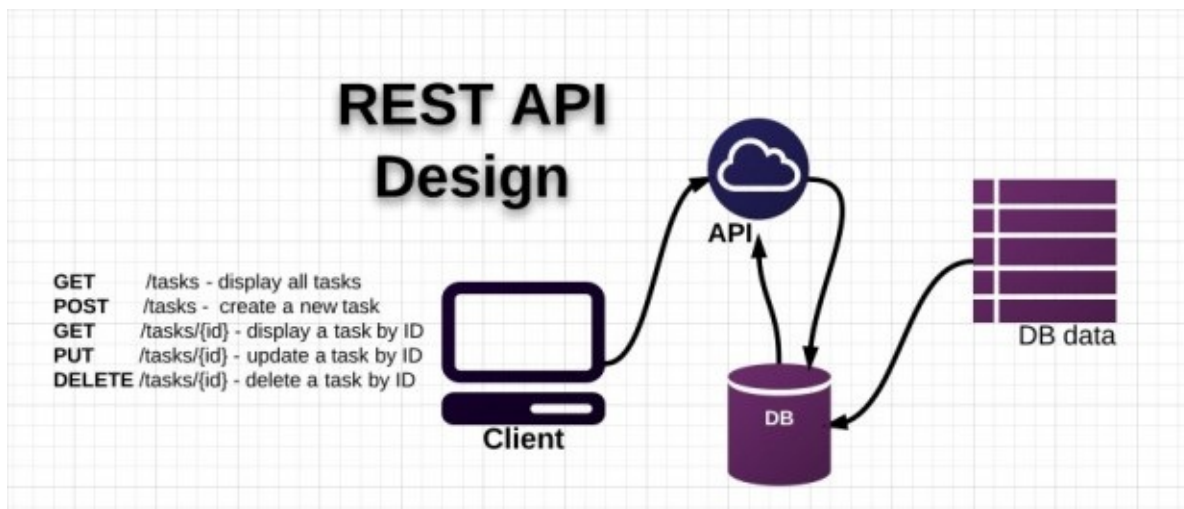 REST API
Design
GET /tasks - display all tasks
POST /tasks - create a new task
GET /tasks/{id} - display a task by ID
PUT /tasks/{id} - update a task by ID
DELETE /tasks/{id} - delete a task by ID
Client
API
DB
DB data